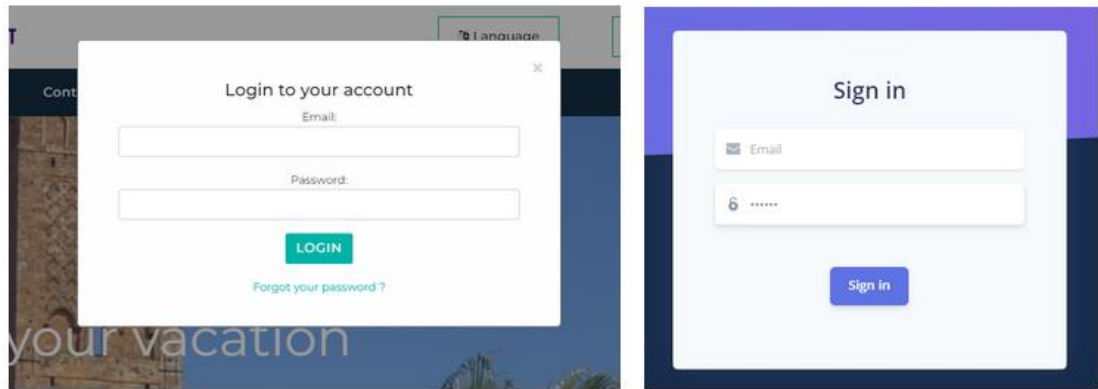 T
Language
Cont
Login to your account
Email:
Password:
LOGIN
Forgot your password ?
your vacation
Sign in
Email
••••••
Sign in